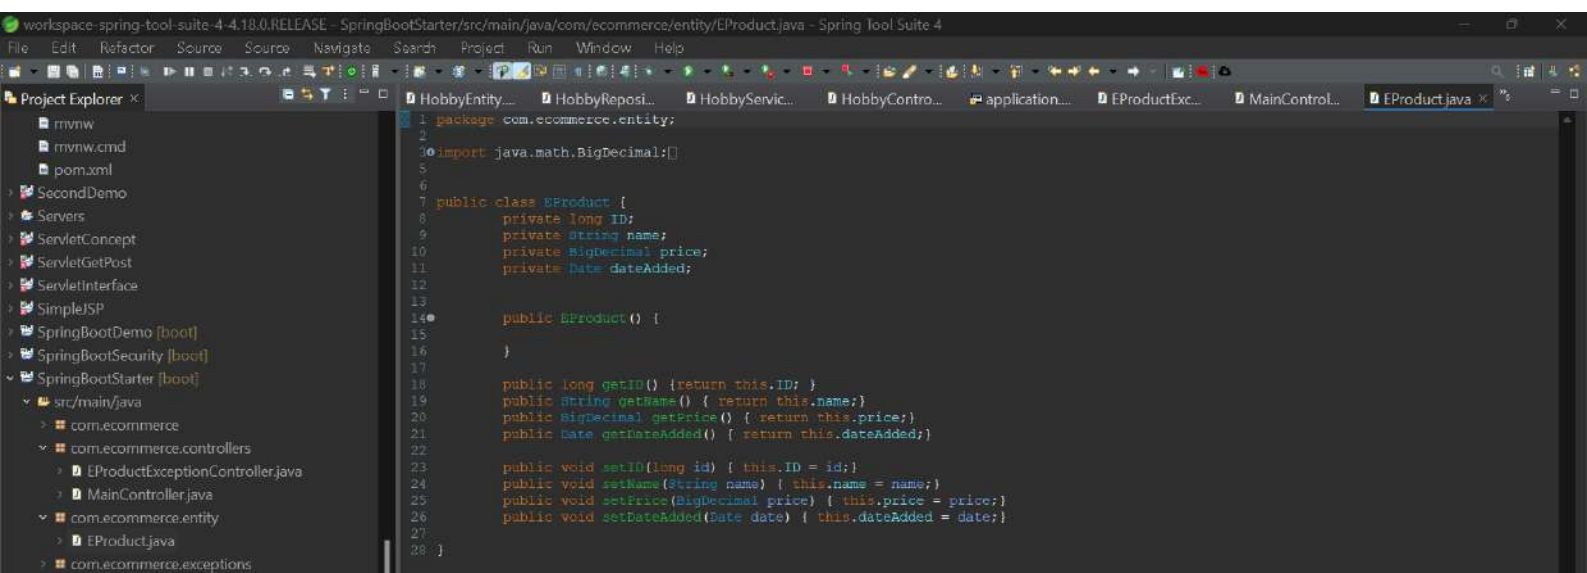 workspace-spring-tool-suite-4-4.18.0.RELEASE - SpringBootStarter/src/main/java/com/ecommerce/entity/EProduct.java - Spring Tool Suite 4
File Edit Refactor Source Source Navigate Search Project Run Window Help
Project Explorer ×
mvnw
mvnw.cmd
pom.xml
SecondDemo
Servers
ServletConcept
ServletGetPost
ServletInterface
SimpleJSP
SpringBootDemo [boot]
SpringBootSecurity [boot]
SpringBootStarter [boot]
src/main/java
com.ecommerce
com.ecommerce.controllers
EProductExceptionController.java
MainController.java
com.ecommerce.entity
EProduct.java
com.ecommerce.exceptions
HobbyEntity.... HobbyReposi... HobbyServic... HobbyContro... application.... EProductExc... MainControl... EProduct.java ×
1 package com.ecommerce.entity;
2
3 import java.math.BigDecimal;
5
6
7 public class EProduct {
8 private long ID;
9 private String name;
10 private BigDecimal price;
11 private Date dateAdded;
12
13
14 public EProduct() {
15
16 }
17
18 public long getID() {return this.ID; }
19 public String getName() { return this.name;}
20 public BigDecimal getPrice() { return this.price;}
21 public Date getDateAdded() { return this.dateAdded;}
22
23 public void setID(long id) { this.ID = id;}
24 public void setName(String name) { this.name = name;}
25 public void setPrice(BigDecimal price) { this.price = price;}
26 public void setDateAdded(Date date) { this.dateAdded = date;}
27
28 }